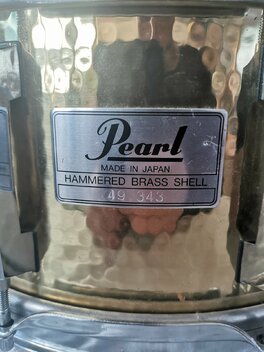 Pearl
MADE IN JAPAN
HAMMERED BRASS SHELL
49 343